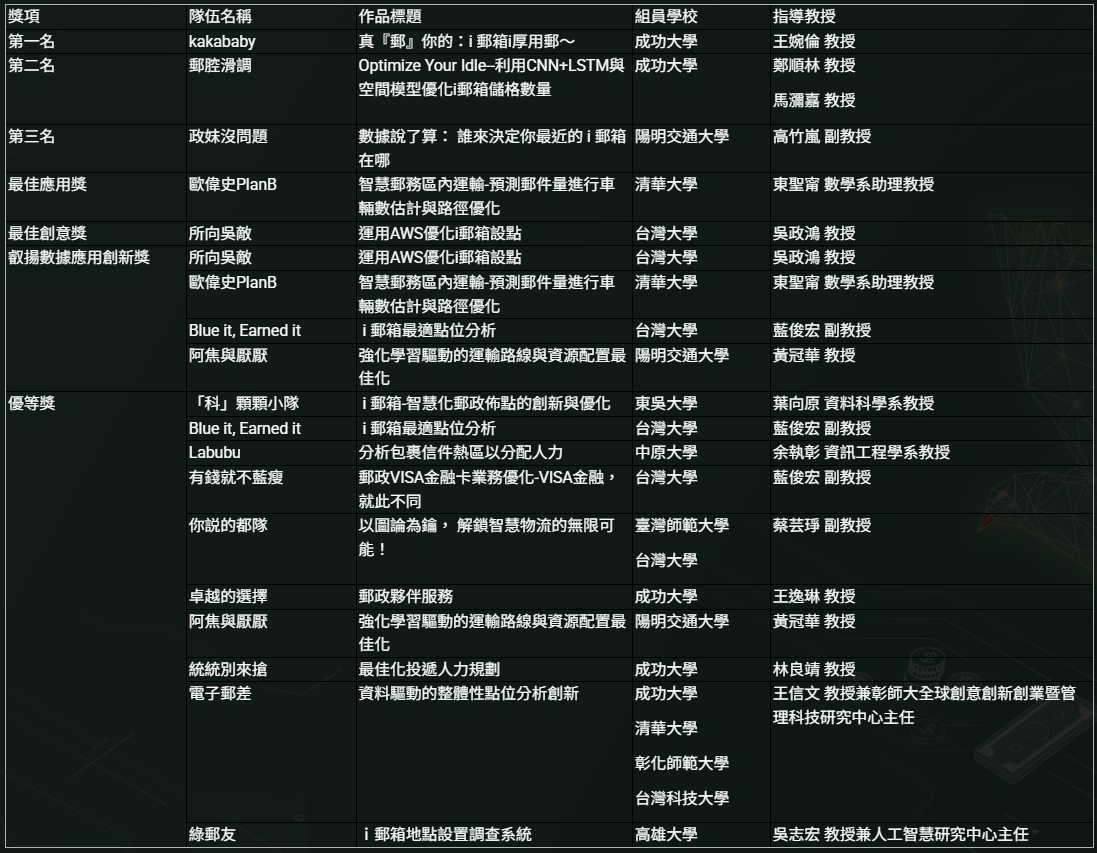 獎項 隊伍名稱 作品標題 組員學校 指導教授
第一名 kakababy 真『郵』你的：i 郵箱i厚用郵～ 成功大學 王婉倫 教授
第二名 郵腔滑調 Optimize Your Idle–利用CNN+LSTM與 成功大學 鄭順林 教授
空間模型優化i郵箱儲格數量
馬瀰嘉 教授
第三名 政妹沒問題 數據說了算： 誰來決定你最近的 i 郵箱 陽明交通大學 高竹嵐 副教授
在哪
最佳應用獎 歐偉史PlanB 智慧郵務區內運輸-預測郵件量進行車 清華大學 東聖甯 數學系助理教授
輛數估計與路徑優化
最佳創意獎 所向吳敵 運用AWS優化i郵箱設點 台灣大學 吳政鴻 教授
叡揚數據應用創新獎 所向吳敵 運用AWS優化i郵箱設點 台灣大學 吳政鴻 教授
歐偉史PlanB 智慧郵務區內運輸-預測郵件量進行車 清華大學 東聖甯 數學系助理教授
輛數估計與路徑優化
Blue it, Earned it ｉ郵箱最適點位分析 台灣大學 藍俊宏 副教授
阿焦與厭厭 強化學習驅動的運輸路線與資源配置最 陽明交通大學 黃冠華 教授
佳化
優等獎 「科」顆顆小隊 ｉ郵箱-智慧化郵政佈點的創新與優化 東吳大學 葉向原 資料科學系教授
Blue it, Earned it ｉ郵箱最適點位分析 台灣大學 藍俊宏 副教授
Labubu 分析包裹信件熱區以分配人力 中原大學 余執彰 資訊工程學系教授
有錢就不藍瘦 郵政VISA金融卡業務優化-VISA金融， 台灣大學 藍俊宏 副教授
就此不同
你説的都隊 以圖論為鑰， 解鎖智慧物流的無限可 臺灣師範大學 蔡芸琤 副教授
能！
台灣大學
卓越的選擇 郵政夥伴服務 成功大學 王逸琳 教授
阿焦與厭厭 強化學習驅動的運輸路線與資源配置最 陽明交通大學 黃冠華 教授
佳化
統統別來搶 最佳化投遞人力規劃 成功大學 林良靖 教授
電子郵差 資料驅動的整體性點位分析創新 成功大學 王信文 教授兼彰師大全球創意創新創業暨管
理科技研究中心主任
清華大學
彰化師範大學
台灣科技大學
綠郵友 ｉ郵箱地點設置調查系統 高雄大學 吳志宏 教授兼人工智慧研究中心主任